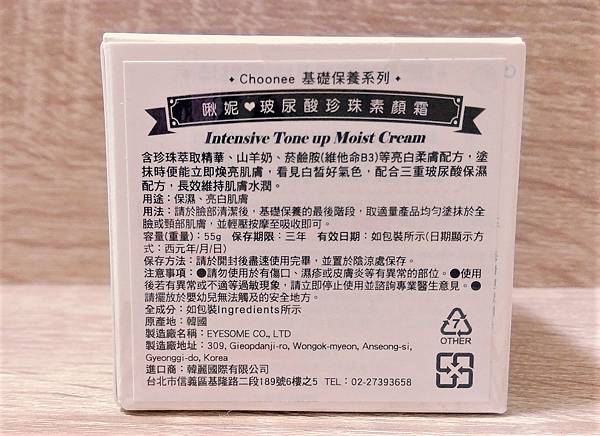 ◆ Choonee 基礎保養系列 ◆
啾妮♥玻尿酸珍珠素顏霜
Intensive Tone up Moist Cream
含珍珠萃取精華、山羊奶、菸鹼胺(維他命B3)等亮白柔膚配方，塗
抹時便能立即煥亮肌膚，看見白皙好氣色，配合三重玻尿酸保濕
配方，長效維持肌膚水潤。
用途：保濕、亮白肌膚
用法：請於臉部清潔後，基礎保養的最後階段，取適量產品均勻塗抹於全
臉或頸部肌膚，並輕壓按摩至吸收即可。
容量(重量)：55g 保存期限：三年 有效日期：如包裝所示(日期顯示方
式：西元年/月/日)
保存方法：請於開封後盡速使用完畢，並置於陰涼處保存。
注意事項：●請勿使用於有傷口、濕疹或皮膚炎等有異常的部位。●使用
後若有異常或不適等過敏現象，請立即停止使用並諮詢專業醫生意見。●
請擺放於嬰幼兒無法觸及的安全地方。
全成分：如包裝Ingredients所示
原產地：韓國
製造廠名稱：EYESOME CO., LTD
製造廠地址：309, Gieopdanji-ro, Wongok-myeon, Anseong-si,
Gyeonggi-do, Korea
進口商：韓麗國際有限公司
台北市信義區基隆路二段189號6樓之5 TEL：02-27393658
7
OTHER